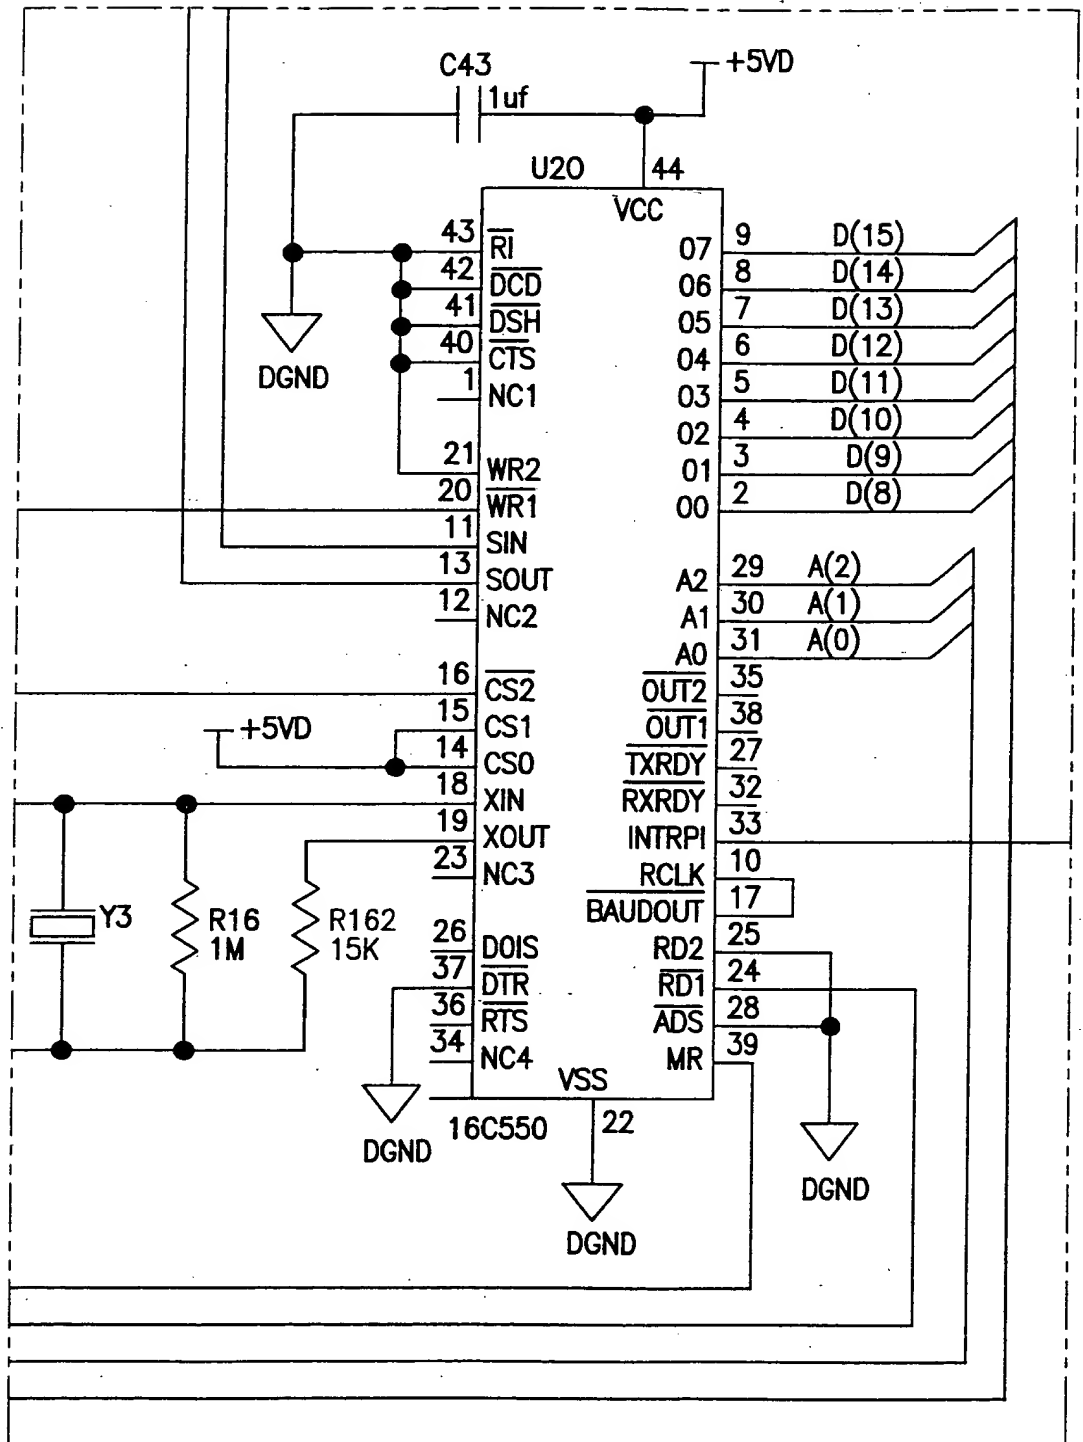 C43
1uf
+5VD
U20
44
VCC
43
RI
42
DCD
41
DSH
40
CTS
1
NC1
21
WR2
20
WR1
11
SIN
13
SOUT
12
NC2
16
CS2
15
CS1
14
CS0
18
XIN
19
XOUT
23
NC3
26
DOIS
37
DTR
36
RTS
34
NC4
07
9
D(15)
06
8
D(14)
05
7
D(13)
04
6
D(12)
03
5
D(11)
02
4
D(10)
01
3
D(9)
00
2
D(8)
A2
29
A(2)
A1
30
A(1)
A0
31
A(0)
OUT2
35
OUT1
38
TXRDY
27
RXRDY
32
INTRPI
33
RCLK
10
BAUDOUT
17
RD2
25
RD1
24
ADS
28
MR
39
DGND
+5VD
Y3
R16
1M
R162
15K
VSS
22
16C550
DGND
DGND
DGND